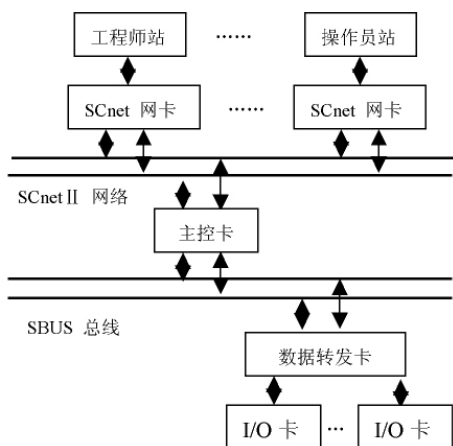 工程师站 …… 操作员站
SCnet 网卡 …… SCnet 网卡
SCnetⅡ 网络
主控卡
SBUS 总线
数据转发卡
I/O 卡 … I/O 卡